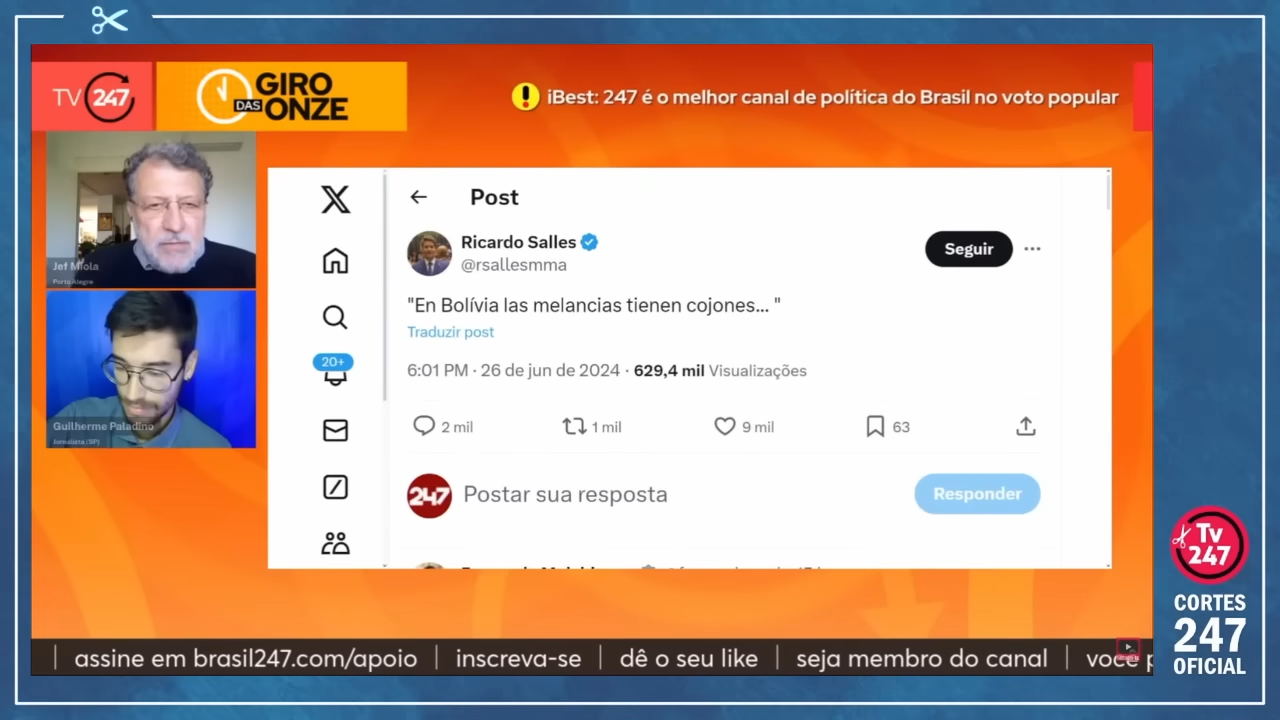 TV 247
GIRO
DAS ONZE
iBest: 247 é o melhor canal de política do Brasil no voto popular
Jef Miola
Porto Alegre
Guilherme Paladino
Jornalista (SP)
Post
Ricardo Salles
@rsallesmma
Seguir
"En Bolívia las melancias tienen cojones... "
Traduzir post
6:01 PM · 26 de jun de 2024 · 629,4 mil Visualizações
20+
2 mil
1 mil
9 mil
63
247
Postar sua resposta
Responder
Tv
247
CORTES
247
OFICIAL
assine em brasil247.com/apoio | inscreva-se | dê o seu like | seja membro do canal |